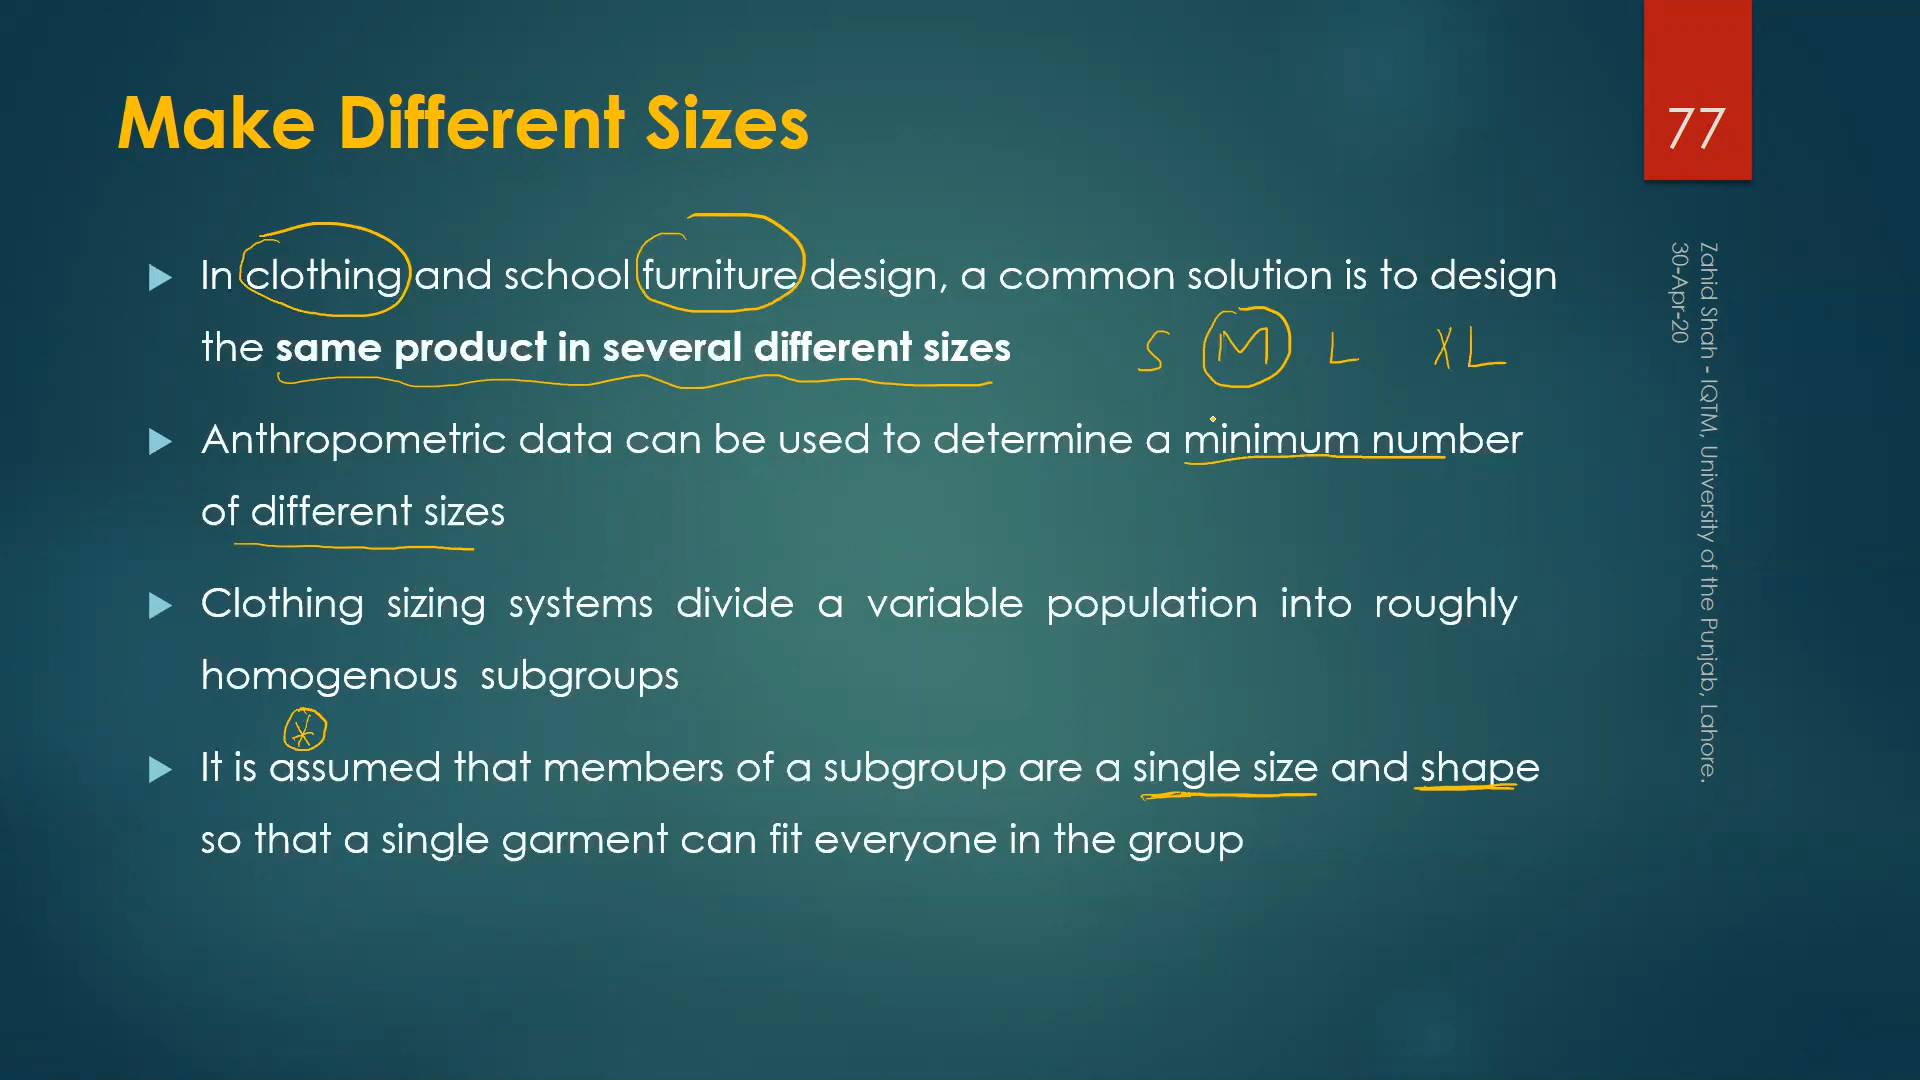 Make Different Sizes
77
In clothing and school furniture design, a common solution is to design
the same product in several different sizes
S M L XL
Anthropometric data can be used to determine a minimum number
of different sizes
Clothing sizing systems divide a variable population into roughly
homogenous subgroups
*
It is assumed that members of a subgroup are a single size and shape
so that a single garment can fit everyone in the group
Zahid Shah - IQTM, University of the Punjab, Lahore.
30-Apr-20